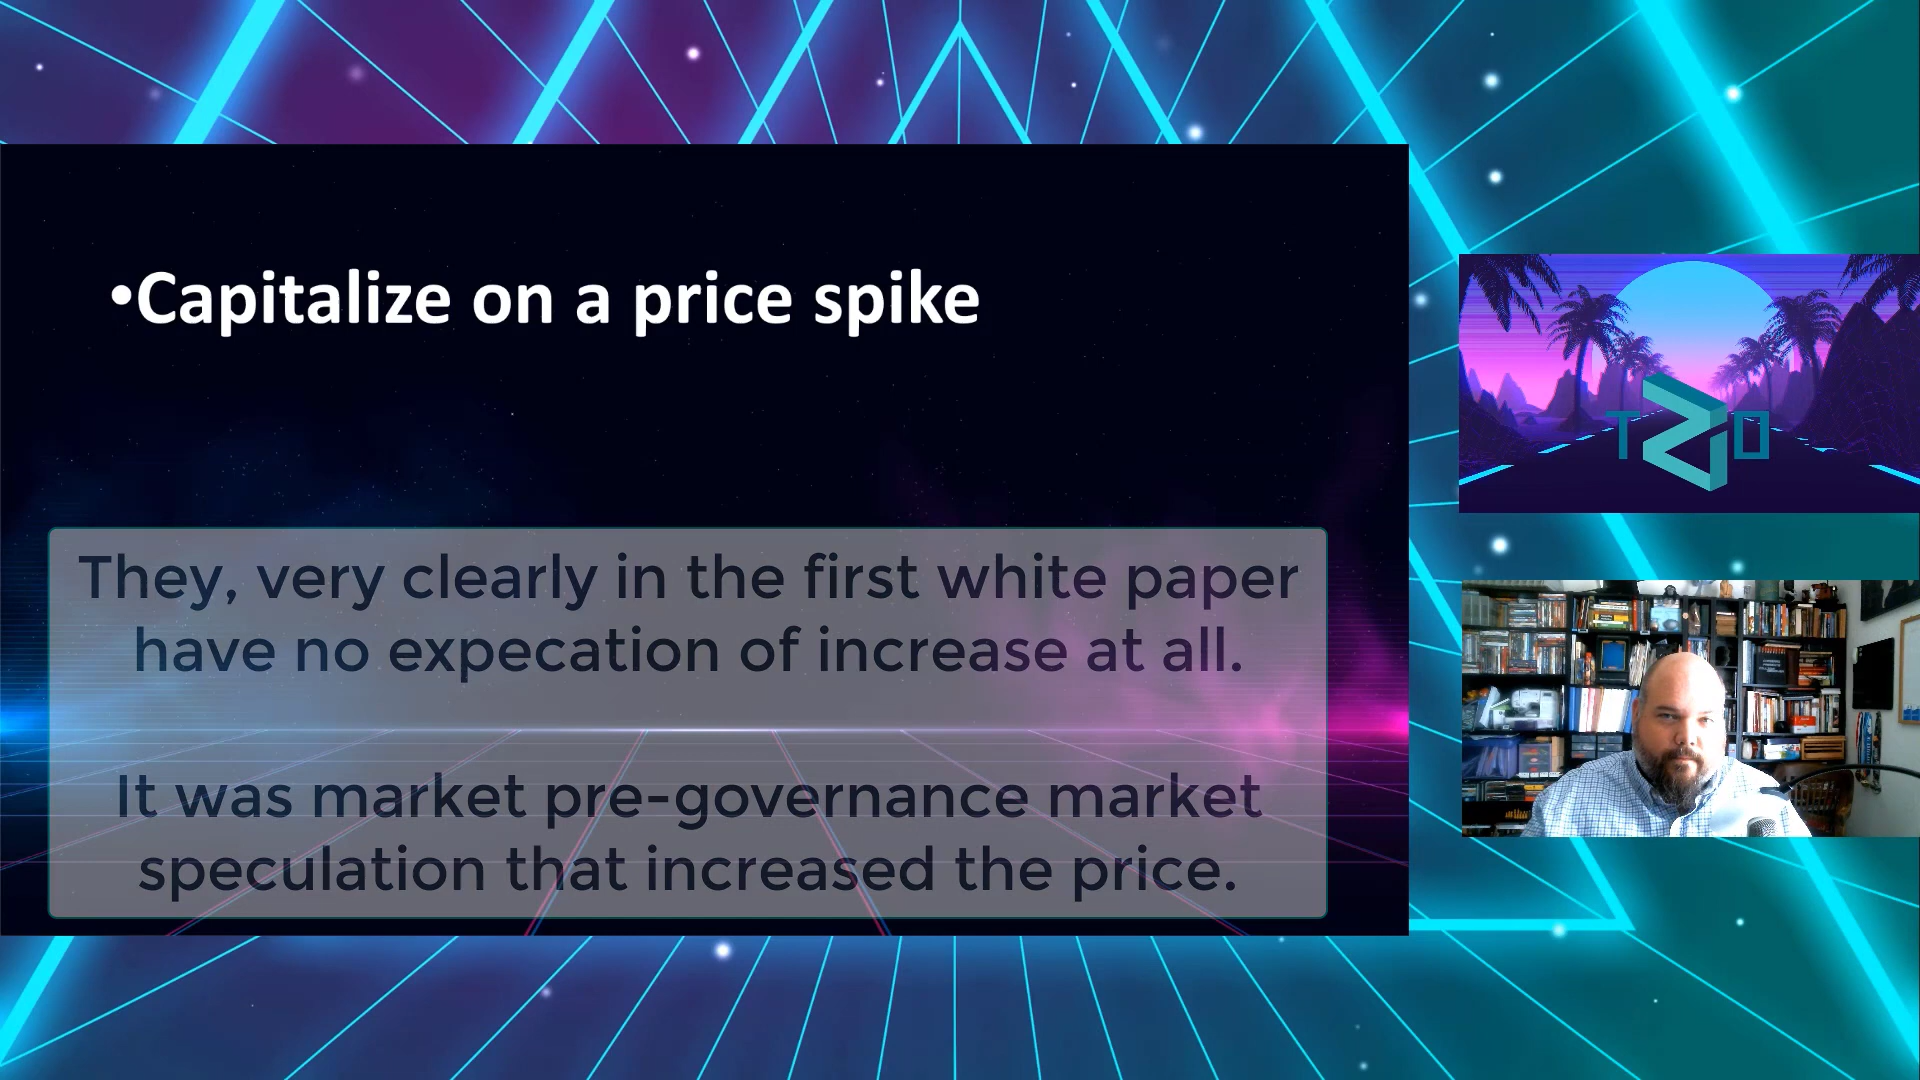 •Capitalize on a price spike
They, very clearly in the first white paper
have no expecation of increase at all.
It was market pre-governance market
speculation that increased the price.
TZO